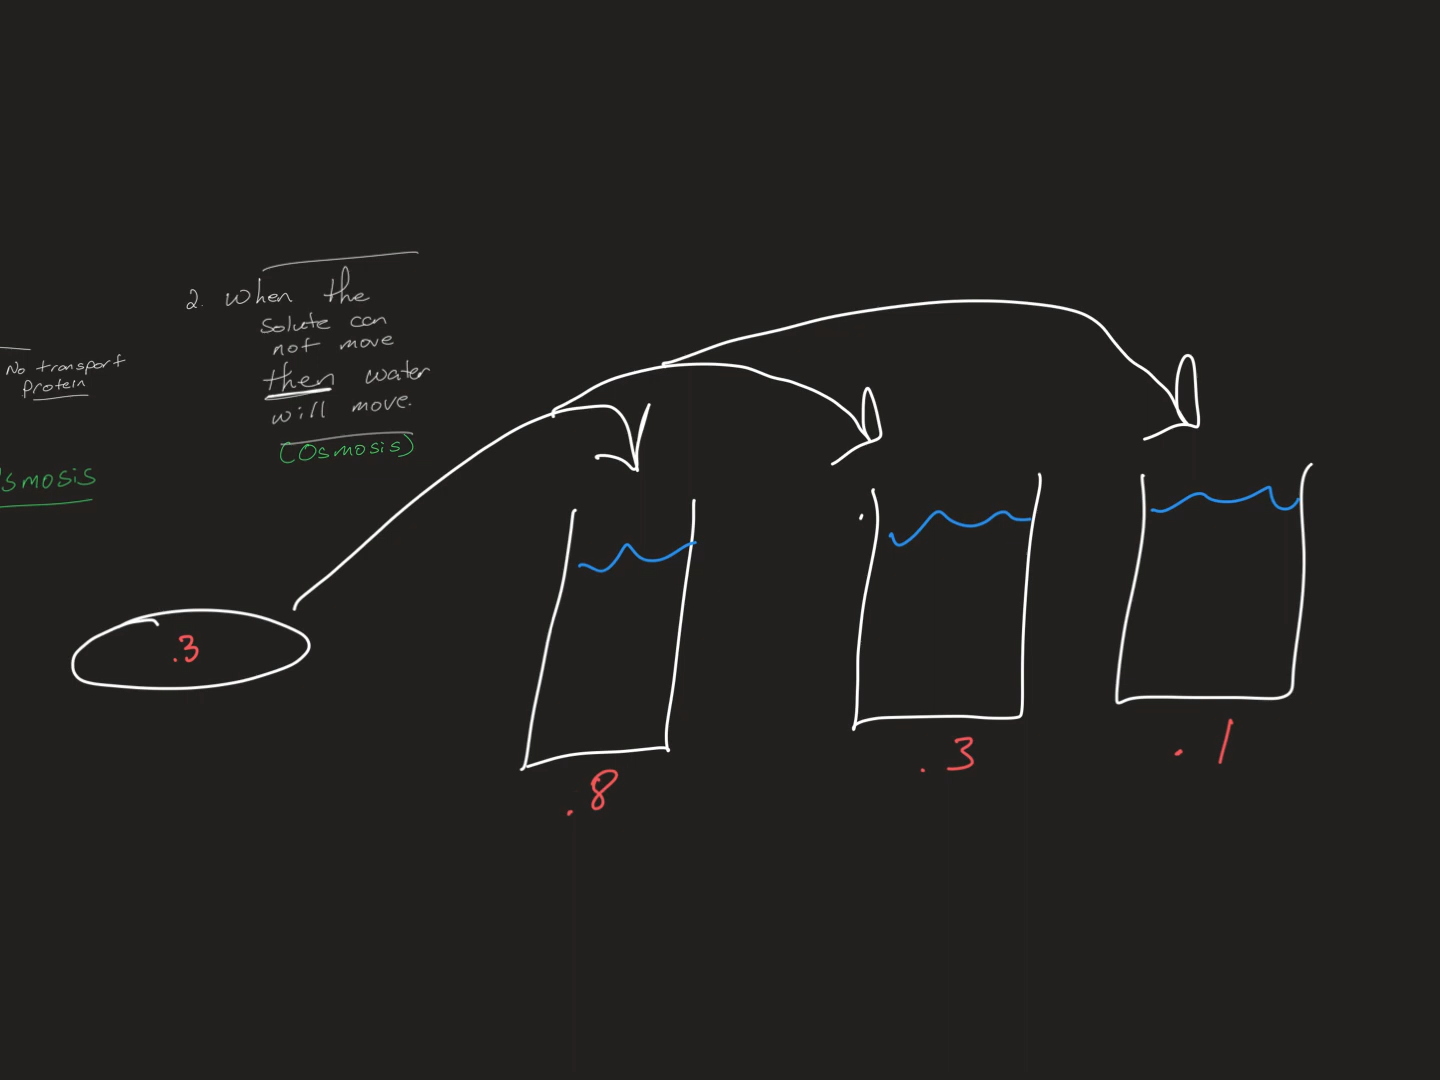 2. When the
solute can
not move
then water
will move.
(Osmosis)
No transport
Protein
smosis
.3
.8
.3
.1